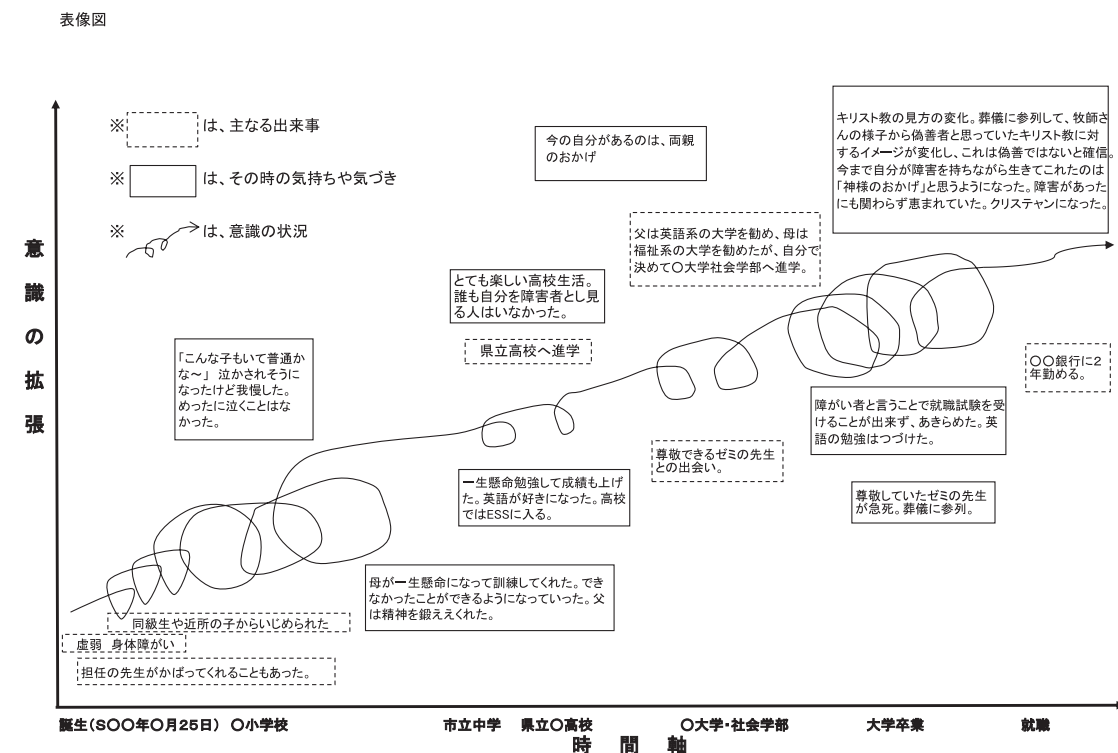 表像図
※ は、主なる出来事
※ は、その時の気持ちや気づき
※ は、意識の状況
意識の拡張
キリスト教の見方の変化。葬儀に参列して、牧師さ
んの様子から偽善者と思っていたキリスト教に対
するイメージが変化し、これは偽善ではないと確信。
今まで自分が障害を持ちながら生きてこれたのは
「神様のおかげ」と思うようになった。障害があった
にも関わらず恵まれていた。クリスチャンになった。
今の自分があるのは、両親
のおかげ
父は英語系の大学を勧め、母は
福祉系の大学を勧めたが、自分で
決めて〇大学社会学部へ進学。
とても楽しい高校生活。
誰も自分を障害者とし見
る人はいなかった。
県立高校へ進学
「こんな子もいて普通か
な～」 泣かされそうに
なったけど我慢した。
めったに泣くことはな
かった。
〇〇銀行に2
年勤める。
障がい者と言うことで就職試験を受
けることが出来ず、あきらめた。英
語の勉強はつづけた。
尊敬できるゼミの先生
との出会い。
一生懸命勉強して成績も上げ
た。英語が好きになった。高校
ではESSに入る。
尊敬していたゼミの先生
が急死。葬儀に参列。
母が一生懸命になって訓練してくれた。でき
なかったことができるようになっていった。父
は精神を鍛ええくれた。
同級生や近所の子からいじめられた
虚弱 身体障がい
担任の先生がかばってくれることもあった。
誕生(S〇〇年〇月25日) 〇小学校 市立中学 県立〇高校 〇大学・社会学部 大学卒業 就職
時 間 軸